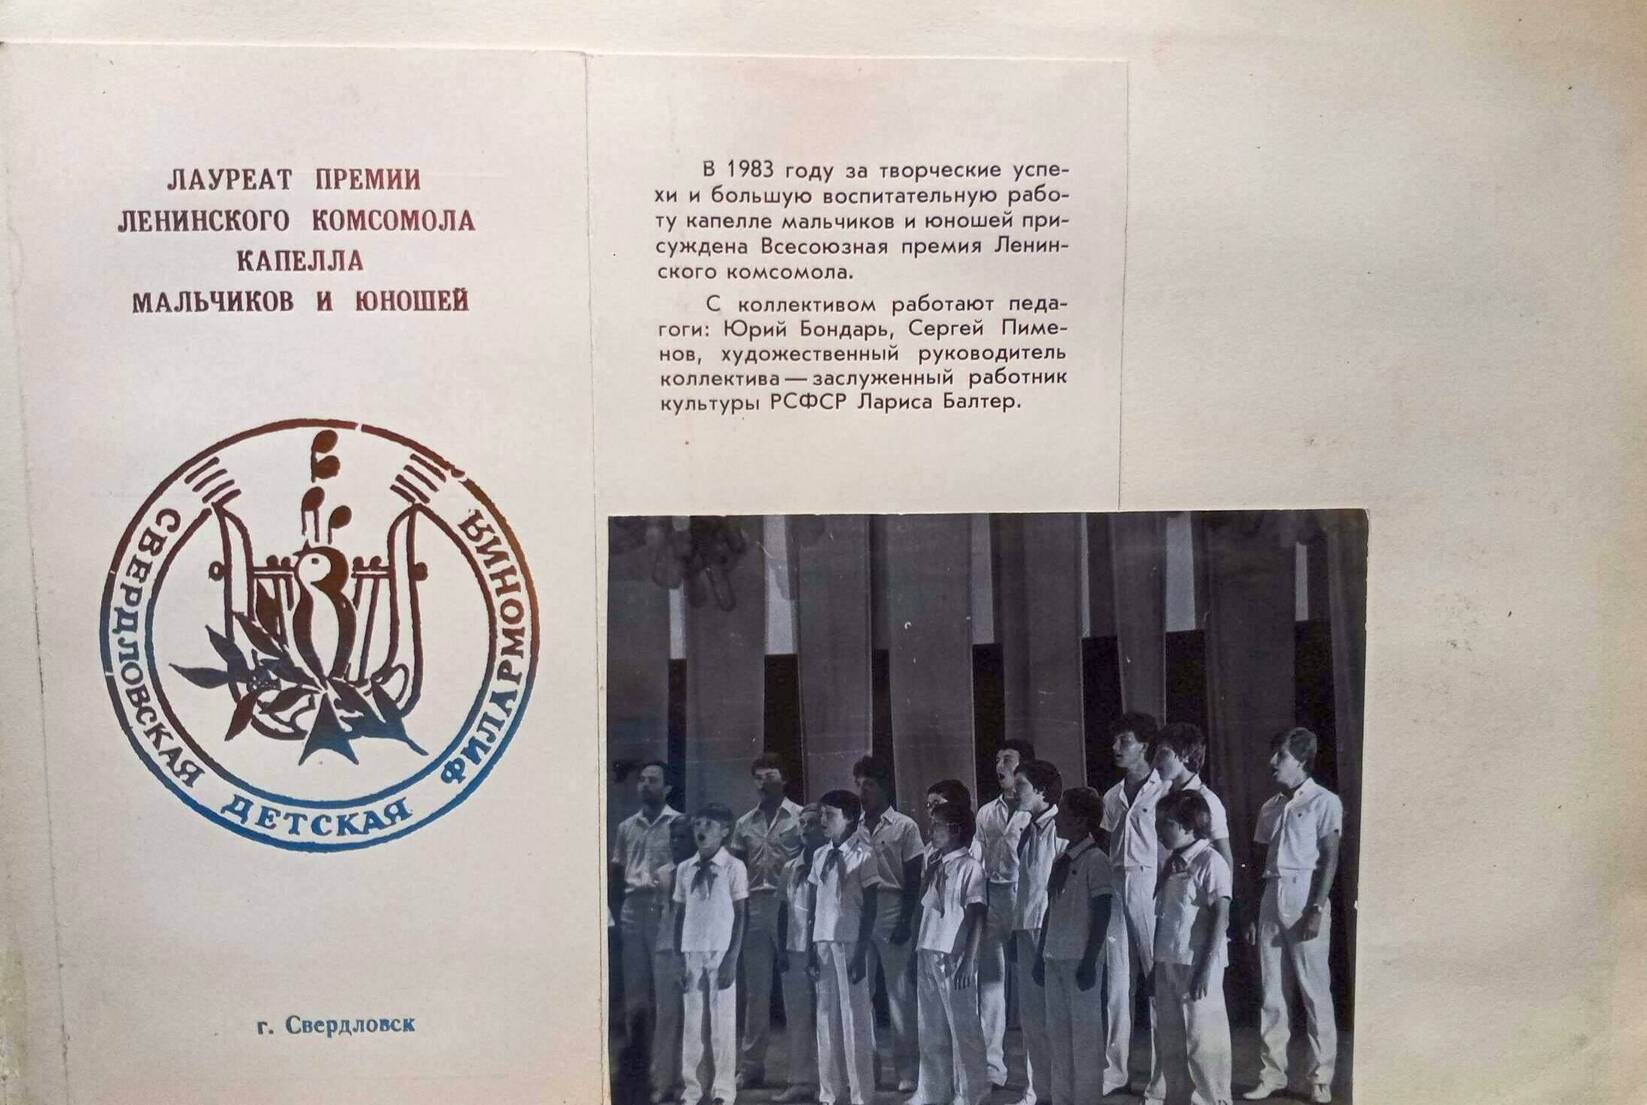 ЛАУРЕАТ ПРЕМИИ
ЛЕНИНСКОГО КОМСОМОЛА
КАПЕЛЛА
МАЛЬЧИКОВ И ЮНОШЕЙ
СВЕРДЛОВСКАЯ ДЕТСКАЯ ФИЛАРМОНИЯ
г. Свердловск
В 1983 году за творческие успе-
хи и большую воспитательную рабо-
ту капелле мальчиков и юношей при-
суждена Всесоюзная премия Ленин-
ского комсомола.
С коллективом работают педа-
гоги: Юрий Бондарь, Сергей Пиме-
нов, художественный руководитель
коллектива — заслуженный работник
культуры РСФСР Лариса Балтер.